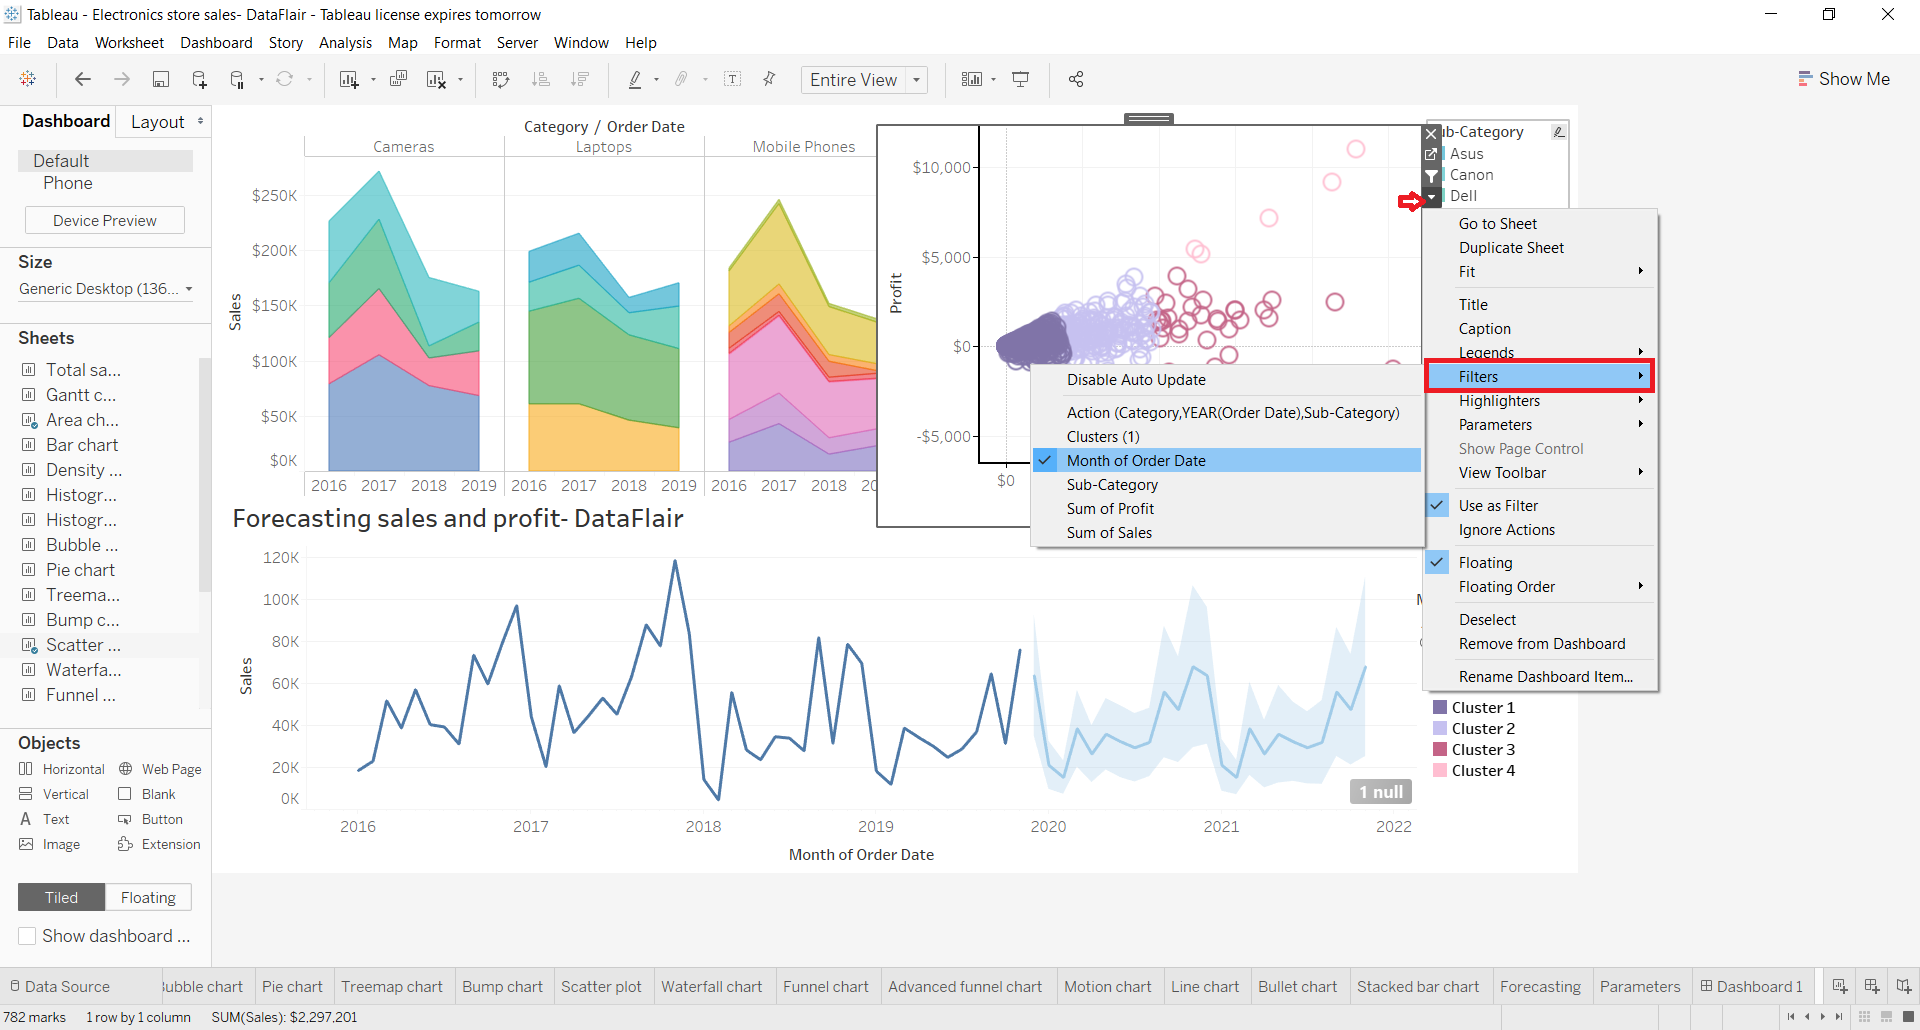 Tableau - Electronics store sales- DataFlair - Tableau license expires tomorrow
File Data Worksheet Dashboard Story Analysis Map Format Server Window Help
Entire View
Show Me
Dashboard Layout
Default
Phone
Device Preview
Size
Generic Desktop (136...
Sheets
Total sa...
Gantt c...
Area ch...
Bar chart
Density ...
Histogr...
Histogr...
Bubble ...
Pie chart
Treema...
Bump c...
Scatter ...
Waterfa...
Funnel ...
Objects
Horizontal Web Page
Vertical Blank
Text Button
Image Extension
Tiled Floating
Show dashboard ...
Category / Order Date
Cameras Laptops Mobile Phones
Sales
$250K
$200K
$150K
$100K
$50K
$0K
2016 2017 2018 2019 2016 2017 2018 2019 2016 2017 2018 20
Profit
$10,000
$5,000
$0
-$5,000
$0
ub-Category
Asus
Canon
Dell
Go to Sheet
Duplicate Sheet
Fit
Title
Caption
Legends
Filters
Highlighters
Parameters
Show Page Control
View Toolbar
Use as Filter
Ignore Actions
Floating
Floating Order
Deselect
Remove from Dashboard
Rename Dashboard Item...
Disable Auto Update
Action (Category,YEAR(Order Date),Sub-Category)
Clusters (1)
Month of Order Date
Sub-Category
Sum of Profit
Sum of Sales
Forecasting sales and profit- DataFlair
Sales
120K
100K
80K
60K
40K
20K
0K
1 null
2016 2017 2018 2019 2020 2021 2022
Month of Order Date
Cluster 1
Cluster 2
Cluster 3
Cluster 4
Data Source ubble chart Pie chart Treemap chart Bump chart Scatter plot Waterfall chart Funnel chart Advanced funnel chart Motion chart Line chart Bullet chart Stacked bar chart Forecasting Parameters Dashboard 1
782 marks 1 row by 1 column SUM(Sales): $2,297,201